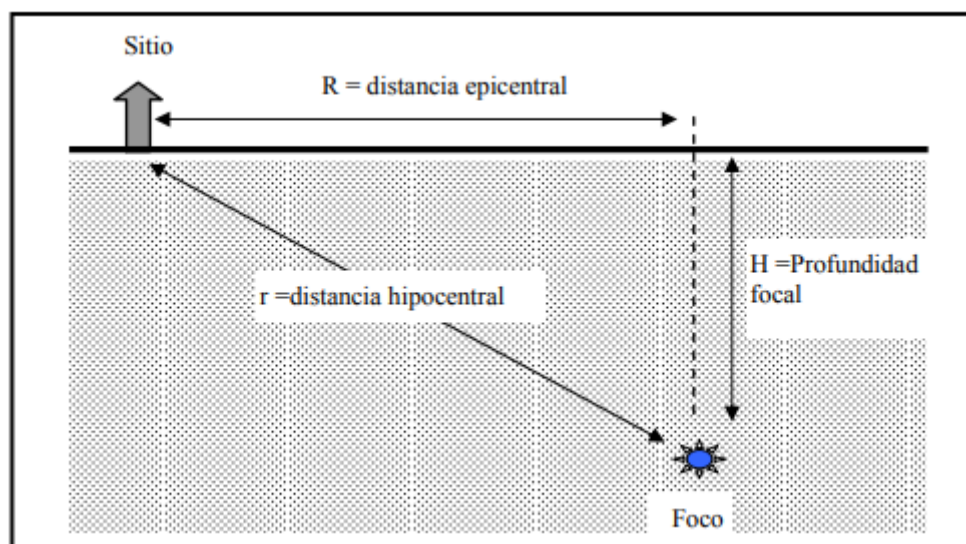 Sitio
R = distancia epicentral
H =Profundidad
focal
r =distancia hipocentral
Foco